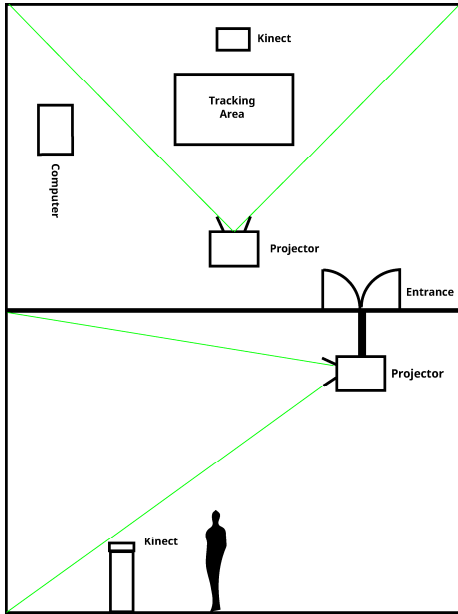 Kinect
Tracking
Area
Computer
Projector
Entrance
Projector
Kinect